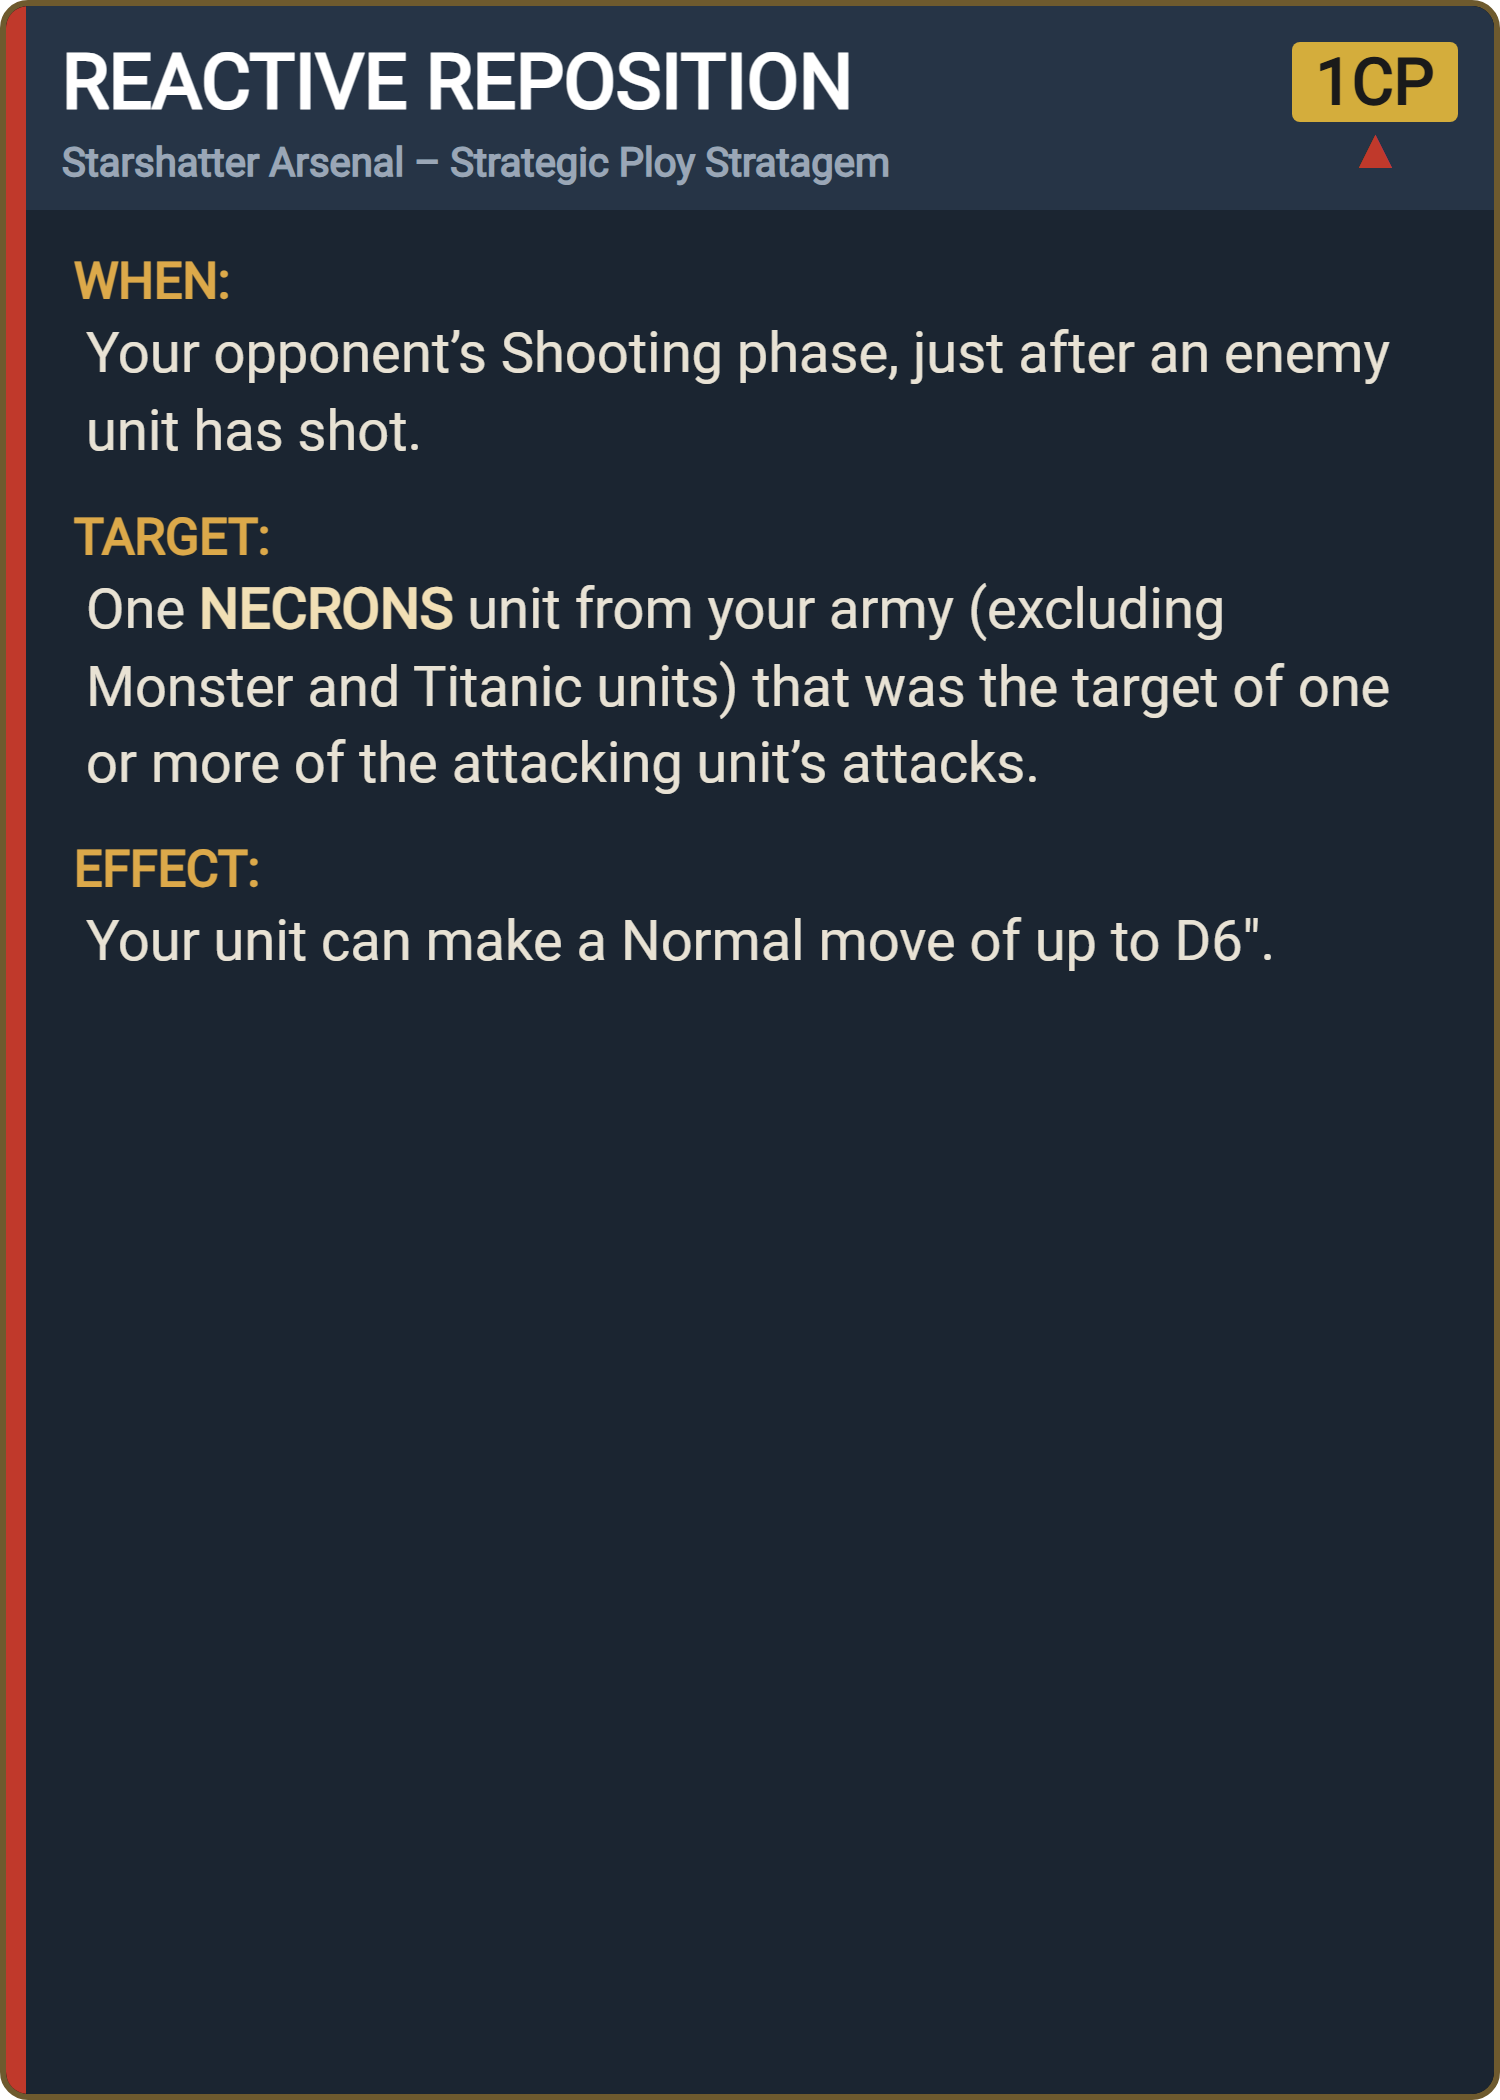 REACTIVE REPOSITION
1CP
Starshatter Arsenal – Strategic Ploy Stratagem
WHEN:
Your opponent’s Shooting phase, just after an enemy
unit has shot.
TARGET:
One NECRONS unit from your army (excluding
Monster and Titanic units) that was the target of one
or more of the attacking unit’s attacks.
EFFECT:
Your unit can make a Normal move of up to D6".